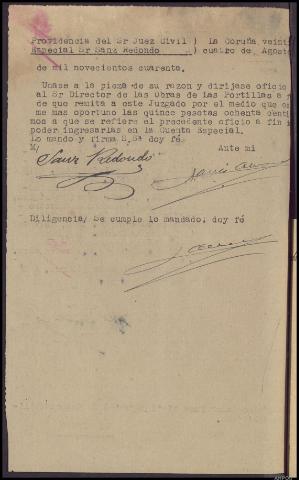 Providencia del Sr Juez Civil ) la Coruña veinti
Especial Sr Sanz Redondo ) cuatro de Agosto
de mil novecientos cuarenta.
Unase a la pieza de su razon y dirijase oficio
al Sr Director de las Obras de las Portillas a
de que remita a este Juzgado por el medio que
mas oportuno las quince pesetas ochenta centi
mos a que se refiere el precedente oficio a fin
poder ingresarlas en la Cuenta Especial.
Lo mando y firma S.Sª doy fé
M/ Ante mi
Sanz Redondo
Diligencia/ Se cumple lo mandado, doy fé